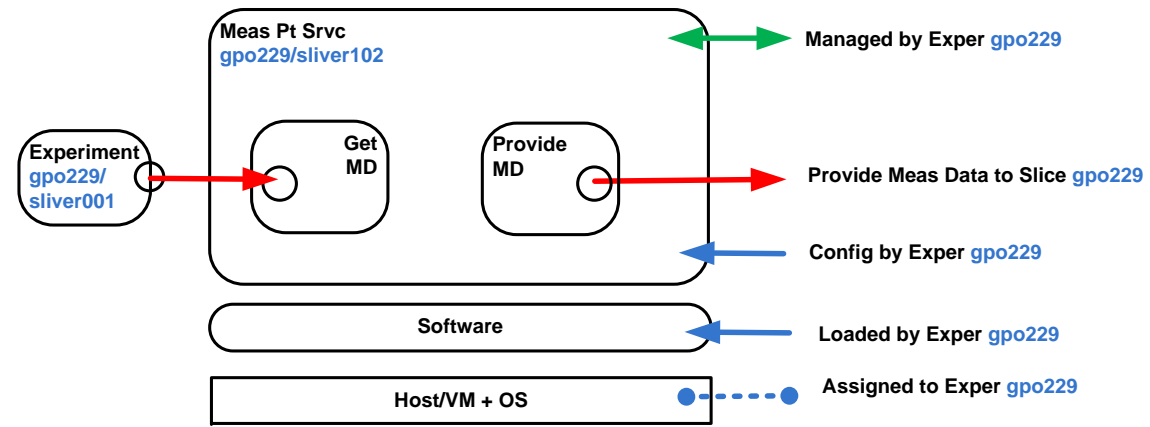 Meas Pt Srvc
gpo229/sliver102
Managed by Exper gpo229
Experiment
gpo229/
sliver001
Get
MD
Provide
MD
Provide Meas Data to Slice gpo229
Config by Exper gpo229
Software
Loaded by Exper gpo229
Host/VM + OS
Assigned to Exper gpo229